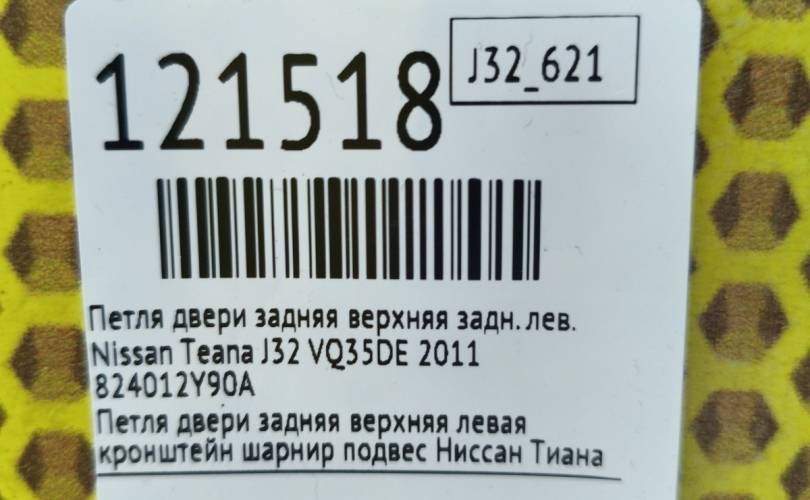 121518
J32_621
Петля двери задняя верхняя задн. лев.
Nissan Teana J32 VQ35DE 2011
824012Y90A
Петля двери задняя верхняя левая
кронштейн шарнир подвес Ниссан Тиана